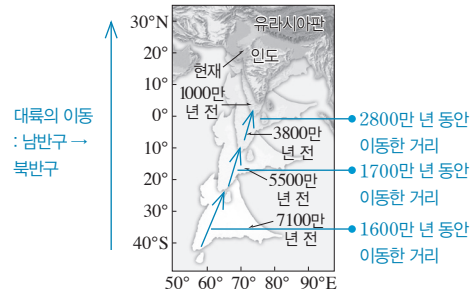 30°N
20°
10°
0°
10°
20°
30°
40°S
50° 60° 70° 80° 90°E
유라시아판
인도
현재
1000만
년 전
3800만
년 전
5500만
년 전
7100만
년 전
대륙의 이동
: 남반구 →
북반구
2800만 년 동안
이동한 거리
1700만 년 동안
이동한 거리
1600만 년 동안
이동한 거리